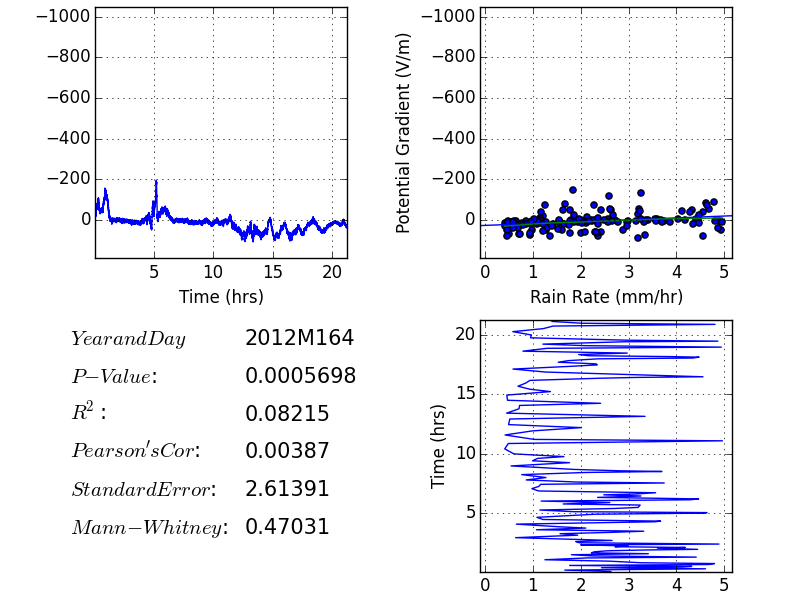 −1000
−800
−600
−400
−200
0
5 10 15 20
Time (hrs)
Potential Gradient (V/m)
−1000
−800
−600
−400
−200
0
0 1 2 3 4 5
Rain Rate (mm/hr)
YearandDay 2012M164
P−Value: 0.0005698
R² : 0.08215
Pearson'sCor: 0.00387
StandardError: 2.61391
Mann−Whitney: 0.47031
Time (hrs)
20
15
10
5
0 1 2 3 4 5